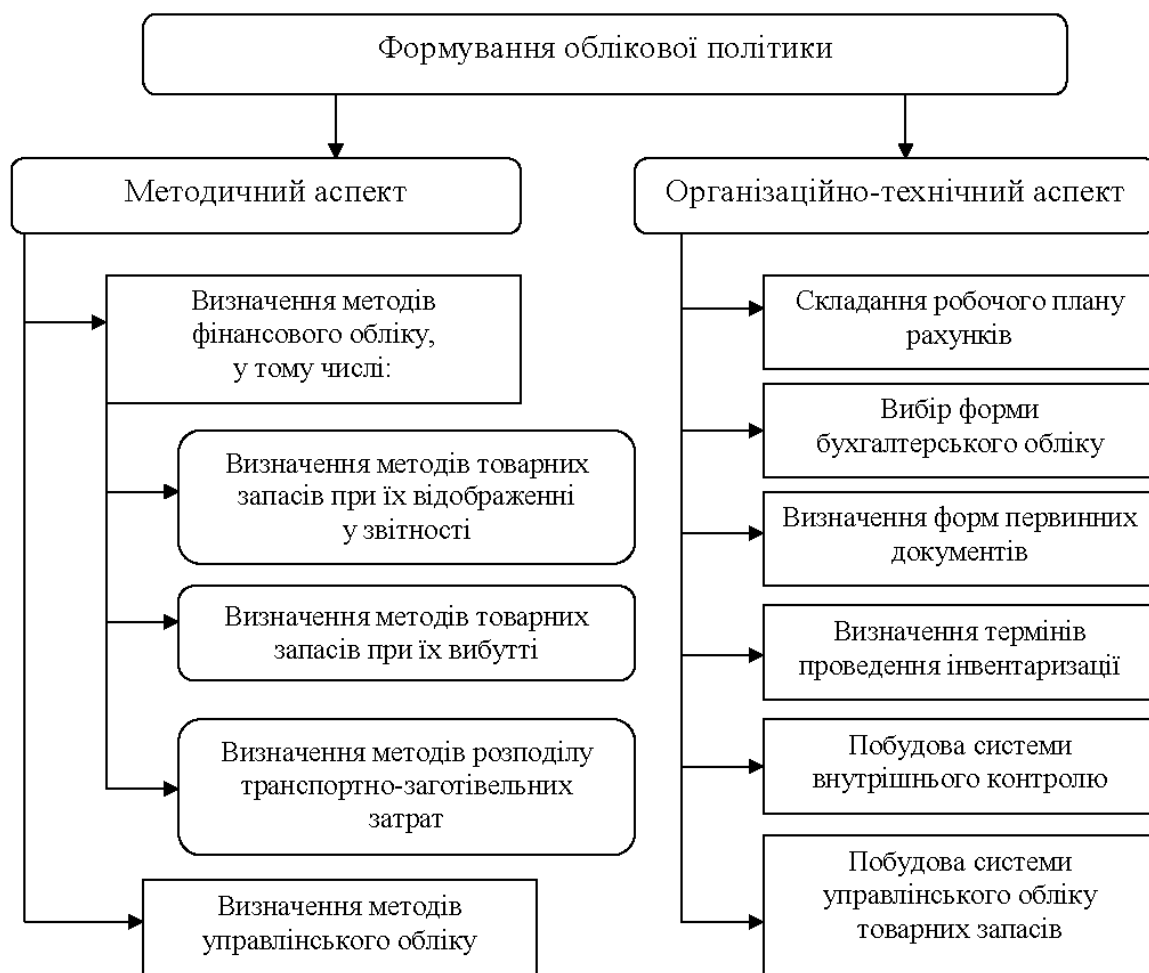 Формування облікової політики
Методичний аспект
Визначення методів
фінансового обліку,
у тому числі:
Визначення методів товарних
запасів при їх відображенні
у звітності
Визначення методів товарних
запасів при їх вибутті
Визначення методів розподілу
транспортно-заготівельних
затрат
Визначення методів
управлінського обліку
Організаційно-технічний аспект
Складання робочого плану
рахунків
Вибір форми
бухгалтерського обліку
Визначення форм первинних
документів
Визначення термінів
проведення інвентаризації
Побудова системи
внутрішнього контролю
Побудова системи
управлінського обліку
товарних запасів